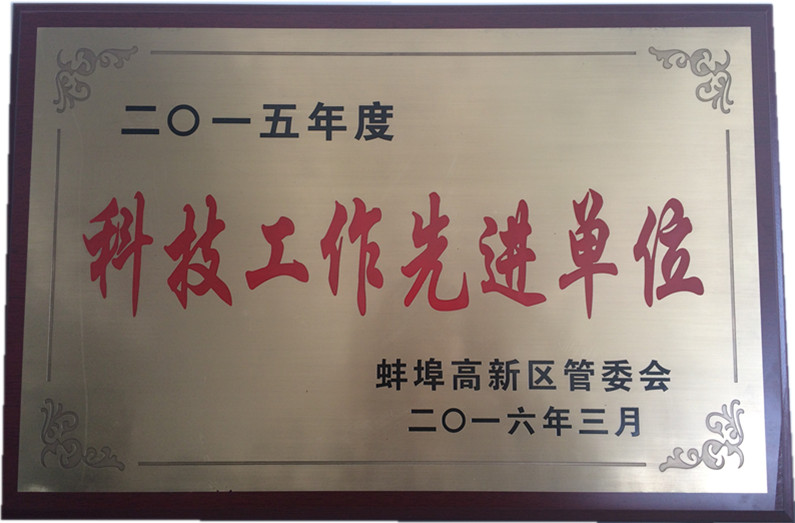 二〇一五年度
科技工作先进单位
蚌埠高新区管委会
二〇一六年三月